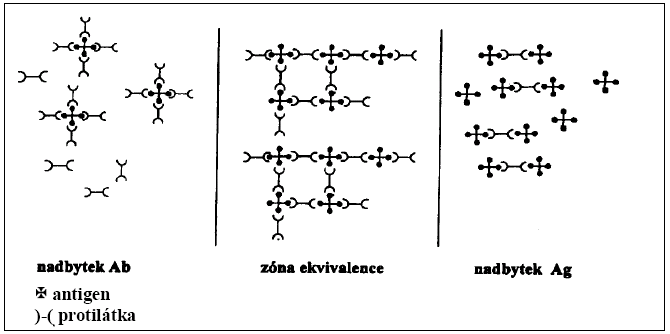 nadbytek Ab
zóna ekvivalence
nadbytek Ag
✠ antigen
)-( protilátka